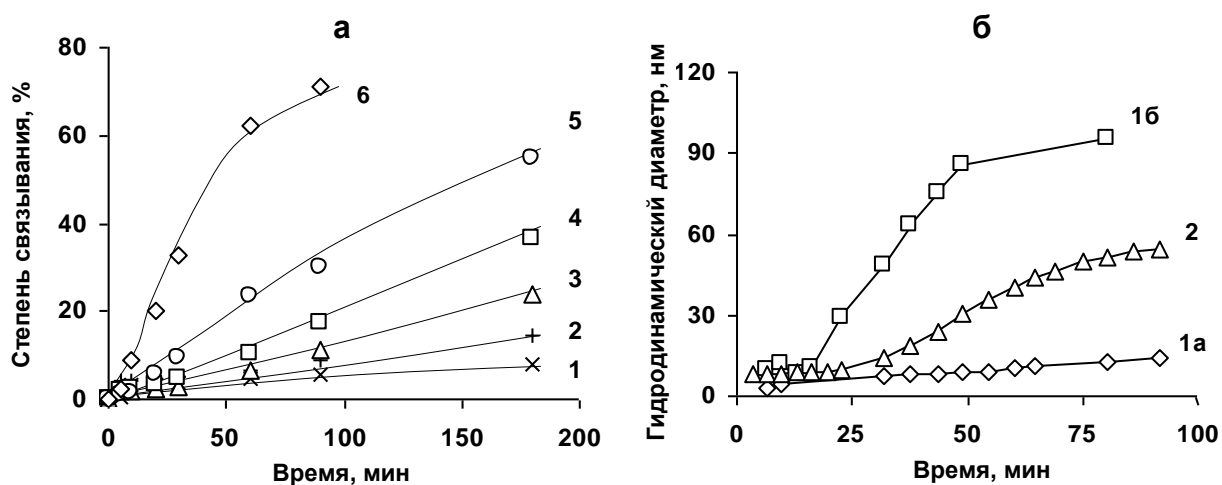 а
Степень связывания, %
80
60
40
20
0
0 50 100 150 200
Время, мин
6
5
4
3
2
1
б
Гидродинамический диаметр, нм
120
90
60
30
0
0 25 50 75 100
Время, мин
1б
2
1а